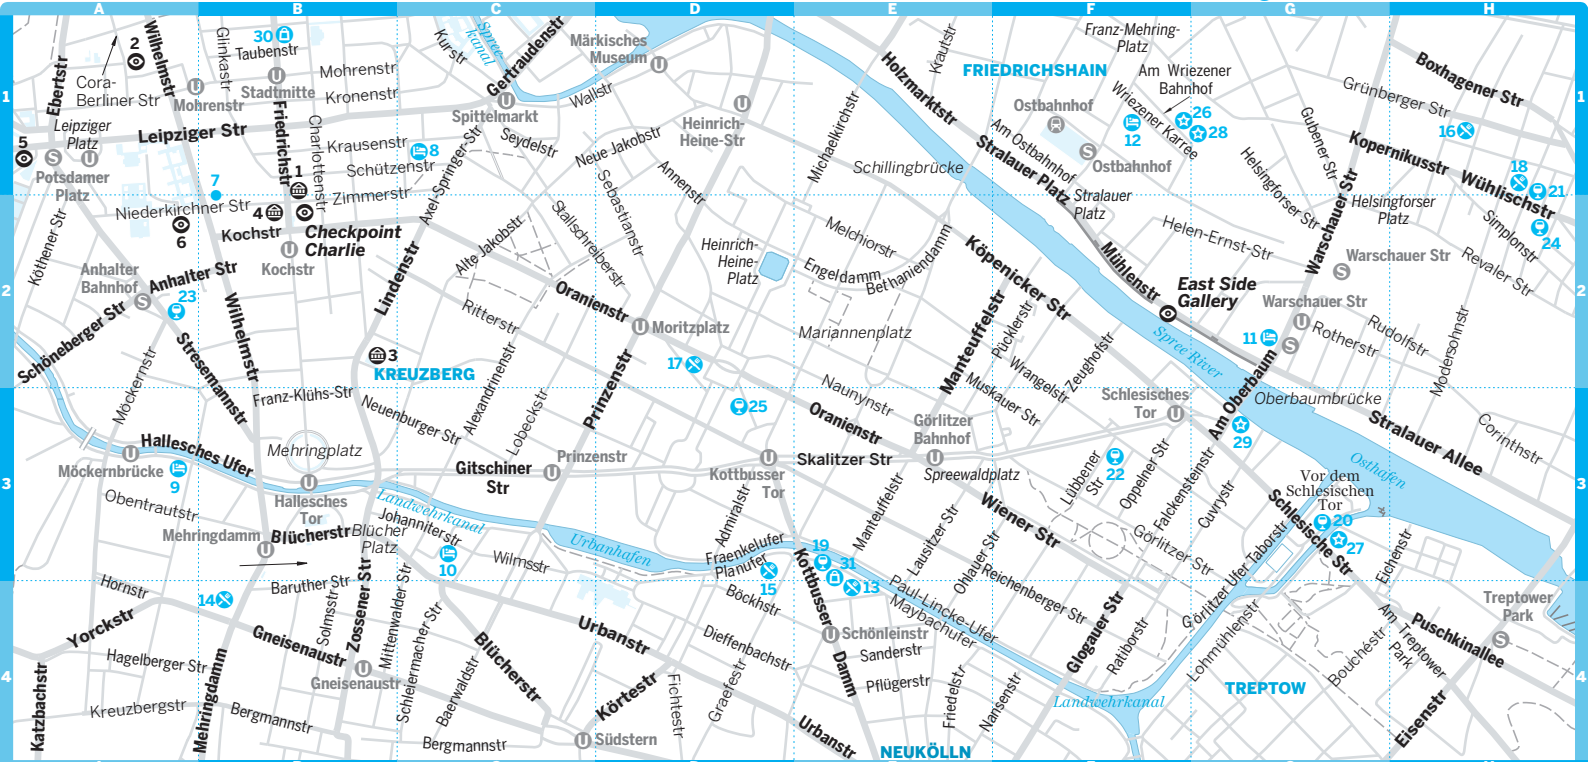 A
B
C
D
E
F
G
H
1
2
3
4
1
2
3
4
Ebertstr
Cora-
Berliner Str
2
Wilhelmstr
Glinkastr
30
Taubenstr
Mohrenstr
Stadtmitte
Mohrenstr
Kronenstr
Kurstr
Spree-
kanal
Gertraudenstr
Spittelmarkt
Märkisches
Museum
Wallstr
Leipziger
Platz
Leipziger Str
5
Potsdamer
Platz
Friedrichstr
Charlottenstr
Krausenstr
8
Schützenstr
Zimmerstr
Axel-Springer-Str
Seydelstr
Neue Jakobstr
Heinrich-
Heine-Str
Annenstr
Sebastianstr
Michaelkirchstr
Holzmarktstr
Krautstr
FRIEDRICHSHAIN
Franz-Mehring-
Platz
Am Wriezener
Bahnhof
Wriezener Karree
26
28
12
Ostbahnhof
Ostbahnhof
Am Ostbahnhof
Stralauer Platz
Stralauer
Platz
Schillingbrücke
Helsingforser Str
Gubener Str
Grünberger Str
Boxhagener Str
16
Kopernikusstr
Wühlischstr
18
21
24
Simplonstr
Helsingforser
Platz
Revaler Str
7
1
Niederkirchner Str
4
Kochstr
6
Checkpoint
Charlie
Kochstr
Köthener Str
Anhalter
Bahnhof
Anhalter Str
23
Schöneberger Str
Stresemannstr
Wilhelmstr
Möckernstr
Lindenstr
3
KREUZBERG
Alte Jakobstr
Stallschreiberstr
Ritterstr
Oranienstr
Moritzplatz
Heinrich-
Heine-
Platz
Melchiorstr
Engeldamm
Bethaniendamm
Mariannenplatz
Köpenicker Str
Manteuffelstr
Pücklerstr
Wrangelstr
Zeughofstr
Muskauer Str
Mühlenstr
Helen-Ernst-Str
Warschauer Str
Warschauer Str
Warschauer Str
East Side
Gallery
Spree River
11
Rotherstr
Rudolfstr
Modersohnstr
17
25
Naunynstr
Oranienstr
Prinzenstr
Alexandrinenstr
Lobeckstr
Franz-Klühs-Str
Neuenburger Str
Mehringplatz
Hallesches Ufer
Möckernbrücke
9
Hallesches
Tor
Gitschiner
Str
Prinzenstr
Kottbusser
Tor
Skalitzer Str
Görlitzer
Bahnhof
Spreewaldplatz
Schlesisches
Tor
Am Oberbaum
29
Oberbaumbrücke
Stralauer Allee
Corinthstr
Osthafen
22
Lübbener
Str
Oppelner Str
Falckensteinstr
Cuvrystr
Vor dem
Schlesischen
Tor
Schlesische Str
20
27
Wiener Str
Görlitzer Str
Görlitzer Ufer
Taborstr
Eichenstr
Obentrautstr
Mehringdamm
Blücherstr
Blücher
Platz
Landwehrkanal
Johanniterstr
10
Wilmsstr
Urbanhafen
Admiralstr
Fraenkelufer
Planufer
15
Kottbusser
Damm
19
31
13
Manteuffelstr
Lausitzer Str
Ohlauer Str
Reichenberger Str
Paul-Lincke-Ufer
Maybachufer
Hornstr
14
Baruther Str
Yorckstr
Gneisenaustr
Solmsstr
Zossener Str
Mittenwalder Str
Schleiermacher Str
Gneisenaustr
Blücherstr
Baerwaldstr
Urbanstr
Böckhstr
Dieffenbachstr
Schönleinstr
Sanderstr
Pflügerstr
Friedelstr
Nansenstr
Glogauer Str
Ratiborstr
Lohmühlenstr
Bouchéstr
Am Treptower
Park
Puschkinallee
Treptower
Park
TREPTOW
Eisenstr
Landwehrkanal
Hagelberger Str
Kreuzbergstr
Katzbachstr
Mehringdamm
Bergmannstr
Bergmannstr
Körtestr
Südstern
Fichtestr
Graefestr
Urbanstr
NEUKÖLLN